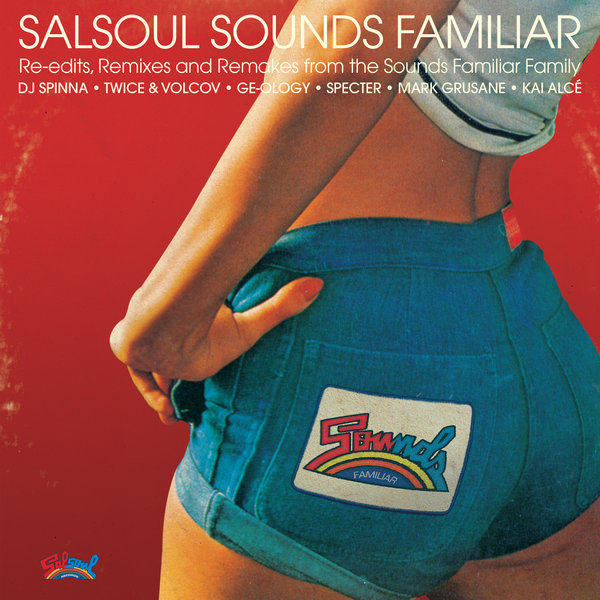 SALSOUL SOUNDS FAMILIAR
Re-edits, Remixes and Remakes from the Sounds Familiar Family
DJ SPINNA • TWICE & VOLCOV • GE-OLOGY • SPECTER • MARK GRUSANE • KAI ALCÉ
Sounds
FAMILIAR
Salsoul